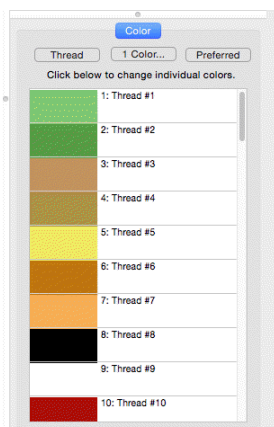 Color
Thread 1 Color... Preferred
Click below to change individual colors.
1: Thread #1
2: Thread #2
3: Thread #3
4: Thread #4
5: Thread #5
6: Thread #6
7: Thread #7
8: Thread #8
9: Thread #9
10: Thread #10